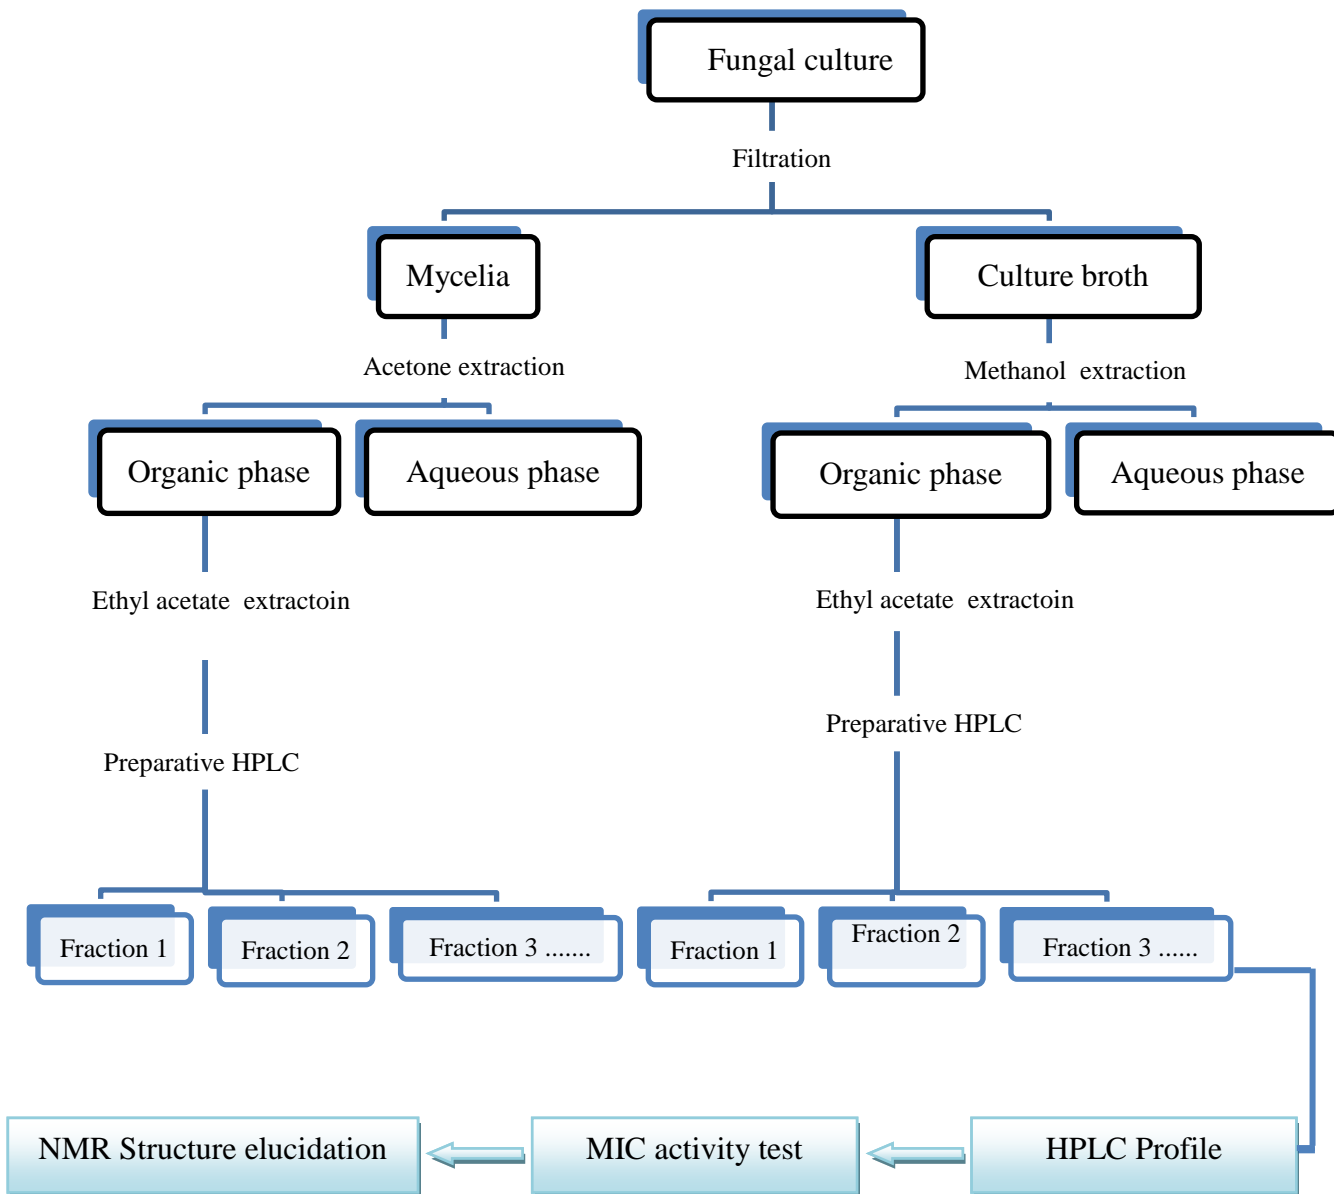 Fungal culture
Filtration
Mycelia
Culture broth
Acetone extraction
Methanol extraction
Organic phase
Aqueous phase
Organic phase
Aqueous phase
Ethyl acetate extractoin
Ethyl acetate extractoin
Preparative HPLC
Preparative HPLC
Fraction 1
Fraction 2
Fraction 3 .......
Fraction 1
Fraction 2
Fraction 3 ......
NMR Structure elucidation
MIC activity test
HPLC Profile